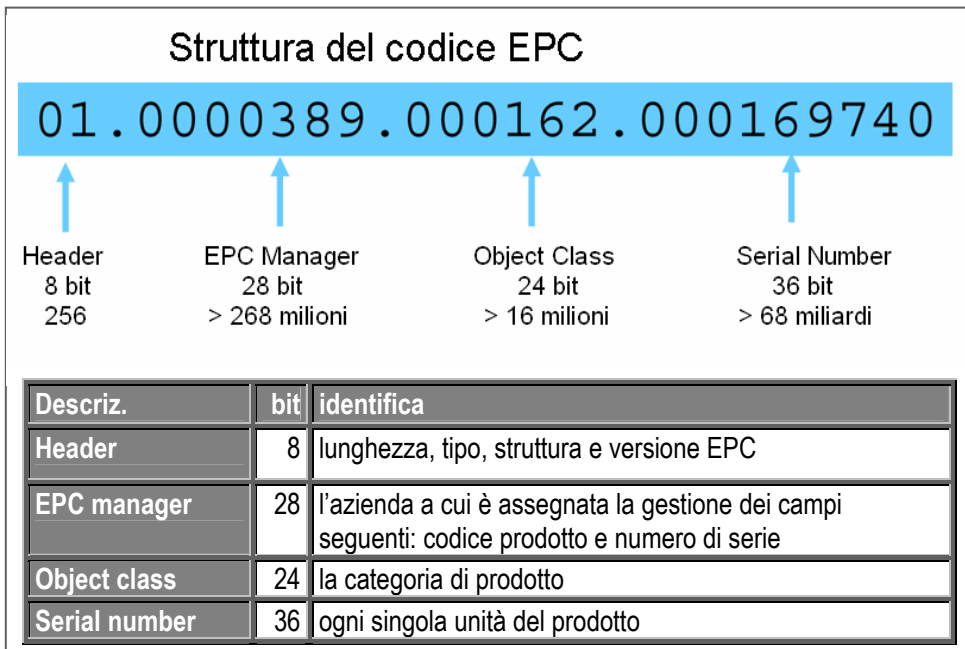 Struttura del codice EPC
01.0000389.000162.000169740
Header EPC Manager Object Class Serial Number
8 bit 28 bit 24 bit 36 bit
256 > 268 milioni > 16 milioni > 68 miliardi
Descriz. bit identifica
Header 8 lunghezza, tipo, struttura e versione EPC
EPC manager 28 l’azienda a cui è assegnata la gestione dei campi
seguenti: codice prodotto e numero di serie
Object class 24 la categoria di prodotto
Serial number 36 ogni singola unità del prodotto